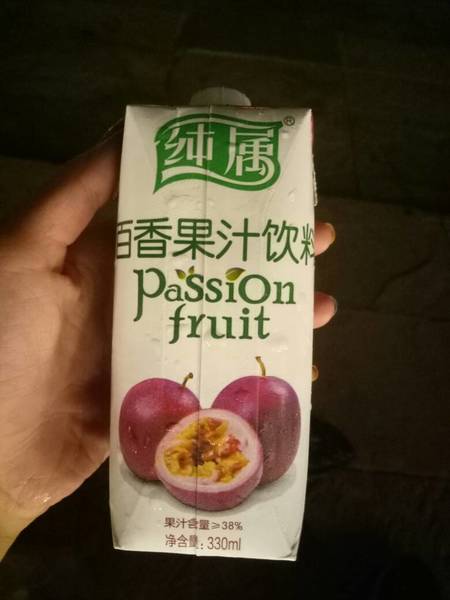 纯属®
百香果汁饮料
Passion
fruit
果汁含量≥38%
净含量: 330ml